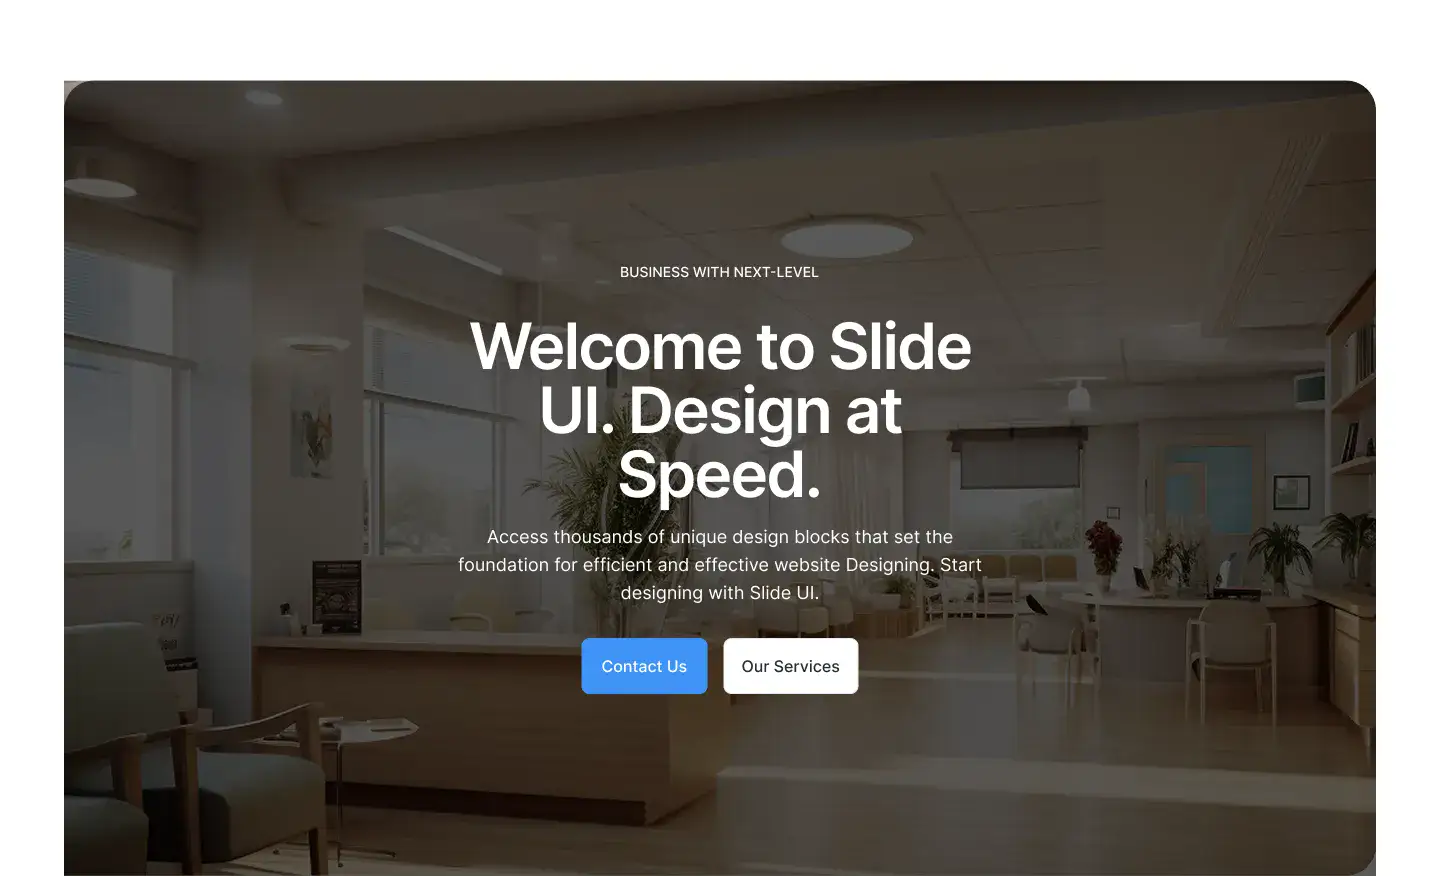 BUSINESS WITH NEXT-LEVEL
Welcome to Slide
UI. Design at
Speed.
Access thousands of unique design blocks that set the
foundation for efficient and effective website Designing. Start
designing with Slide UI.
Contact Us
Our Services